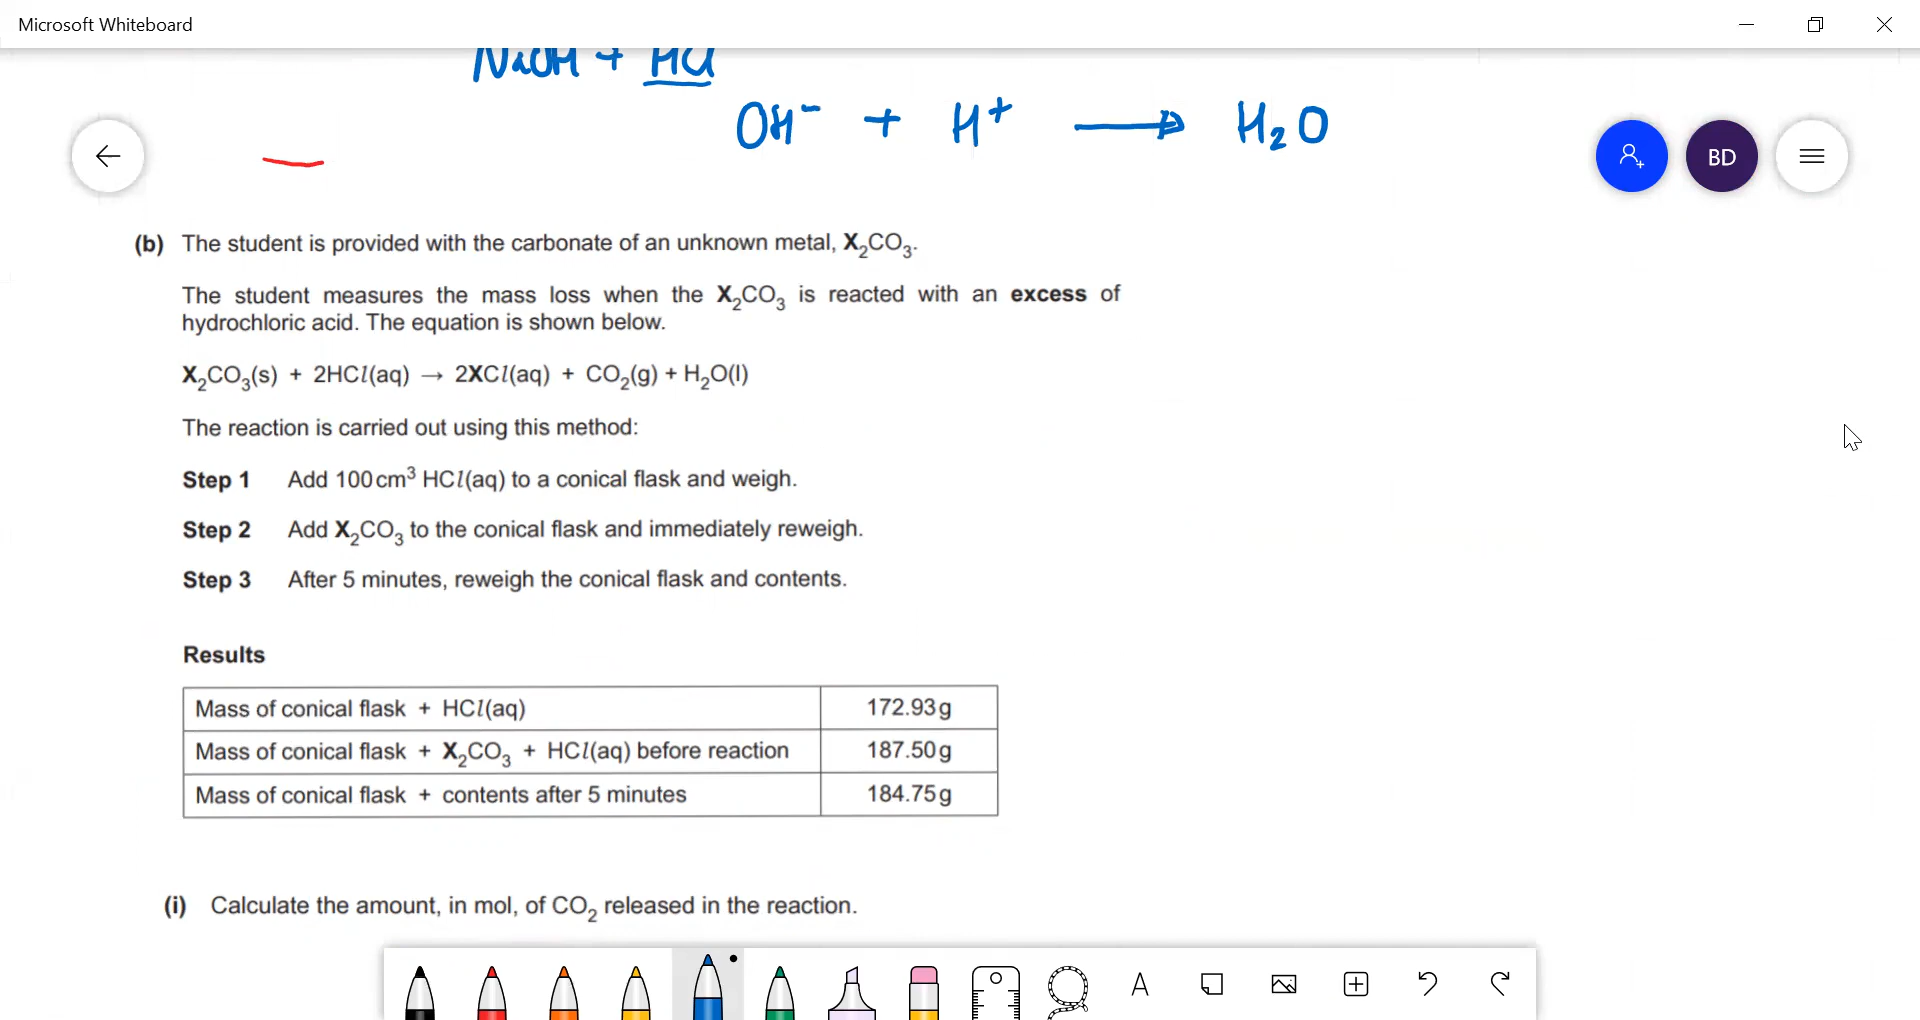 Microsoft Whiteboard
NaOH + HCl
OH⁻ + H⁺ → H₂O
BD
(b) The student is provided with the carbonate of an unknown metal, X₂CO₃.
The student measures the mass loss when the X₂CO₃ is reacted with an excess of
hydrochloric acid. The equation is shown below.
X₂CO₃(s) + 2HCl(aq) → 2XCl(aq) + CO₂(g) + H₂O(l)
The reaction is carried out using this method:
Step 1 Add 100 cm³ HCl(aq) to a conical flask and weigh.
Step 2 Add X₂CO₃ to the conical flask and immediately reweigh.
Step 3 After 5 minutes, reweigh the conical flask and contents.
Results
Mass of conical flask + HCl(aq) 172.93 g
Mass of conical flask + X₂CO₃ + HCl(aq) before reaction 187.50 g
Mass of conical flask + contents after 5 minutes 184.75 g
(i) Calculate the amount, in mol, of CO₂ released in the reaction.
A